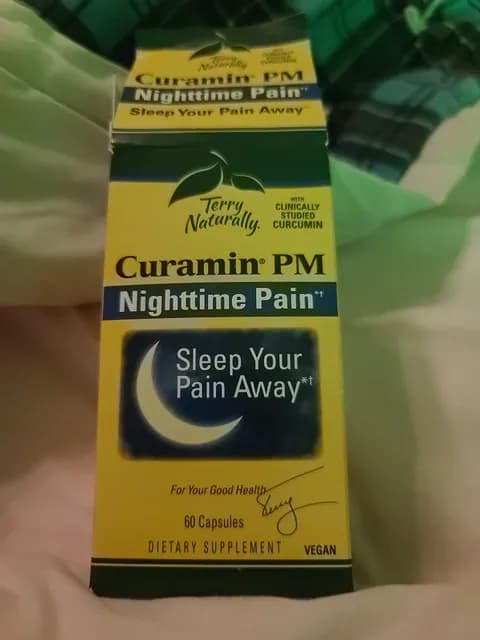 Terry
Naturally
CURCUMIN
Curamin® PM
Nighttime Pain*†
Sleep Your Pain Away*†
Terry
Naturally.
WITH
CLINICALLY
STUDIED
CURCUMIN
Curamin® PM
Nighttime Pain*†
Sleep Your
Pain Away*†
For Your Good Health,
Terry
60 Capsules
DIETARY SUPPLEMENT
VEGAN